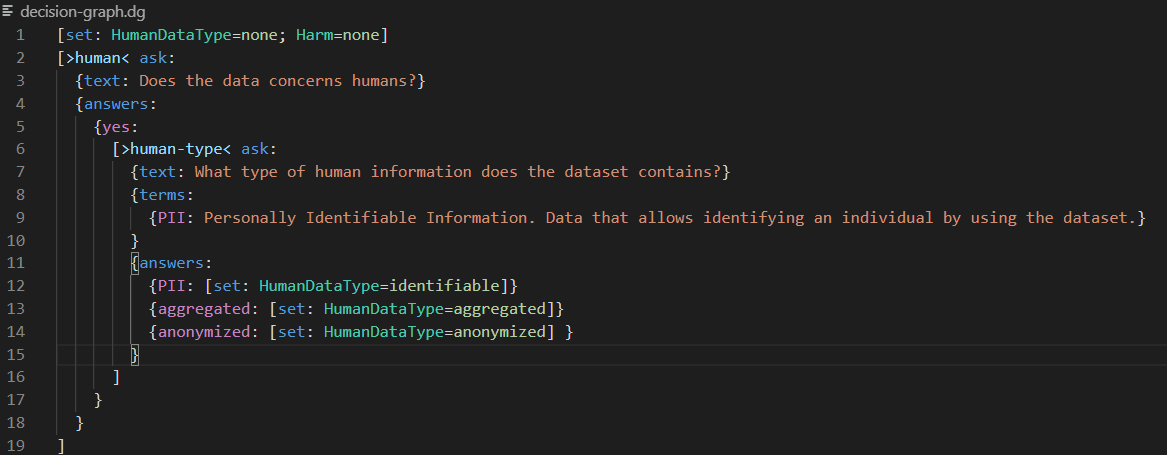 decision-graph.dg
1 [set: HumanDataType=none; Harm=none]
2 [>human< ask:
3   {text: Does the data concerns humans?}
4   {answers:
5     {yes:
6       [>human-type< ask:
7         {text: What type of human information does the dataset contains?}
8         {terms:
9           {PII: Personally Identifiable Information. Data that allows identifying an individual by using the dataset.}
10         }
11         {answers:
12           {PII: [set: HumanDataType=identifiable]}
13           {aggregated: [set: HumanDataType=aggregated]}
14           {anonymized: [set: HumanDataType=anonymized] }
15         }
16       ]
17     }
18   }
19 ]